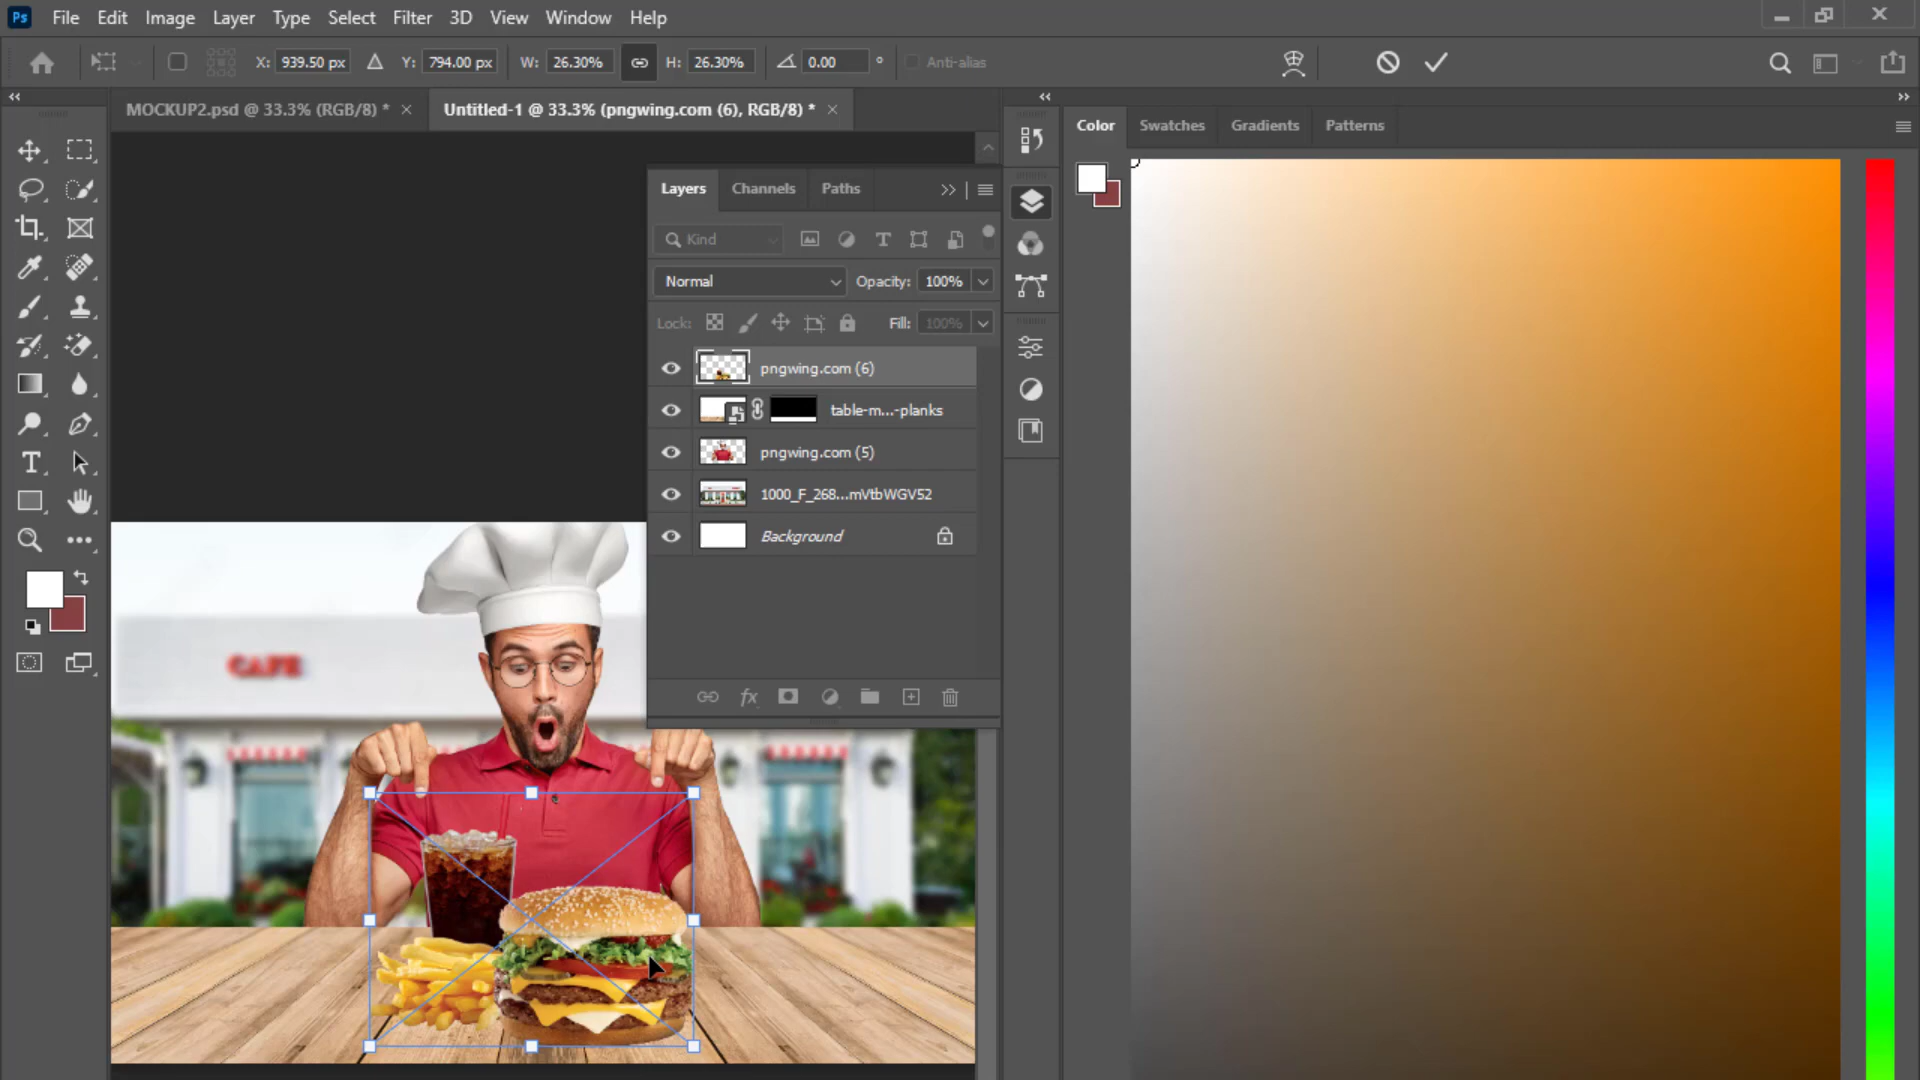 Ps File Edit Image Layer Type Select Filter 3D View Window Help
X: 939.50 px Y: 794.00 px W: 26.30% H: 26.30% 0.00 ° Anti-alias
MOCKUP2.psd @ 33.3% (RGB/8) * Untitled-1 @ 33.3% (pngwing.com (6), RGB/8) *
Color Swatches Gradients Patterns
Layers Channels Paths
Kind
Normal Opacity: 100%
Lock: Fill: 100%
pngwing.com (6)
table-m...-planks
pngwing.com (5)
1000_F_268...mVtbWGV52
Background
fx
CAFE